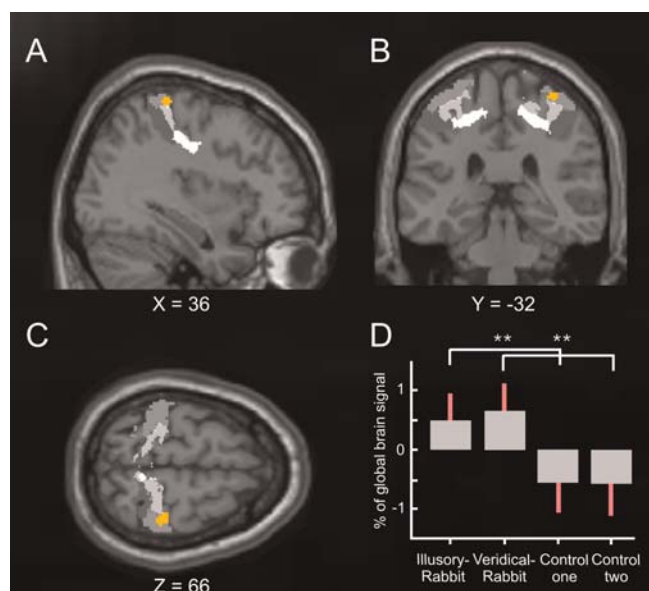 A
B
X = 36
Y = -32
C
Z = 66
D
** **
% of global brain signal
1
0
-1
Illusory-
Rabbit
Veridical-
Rabbit
Control
one
Control
two